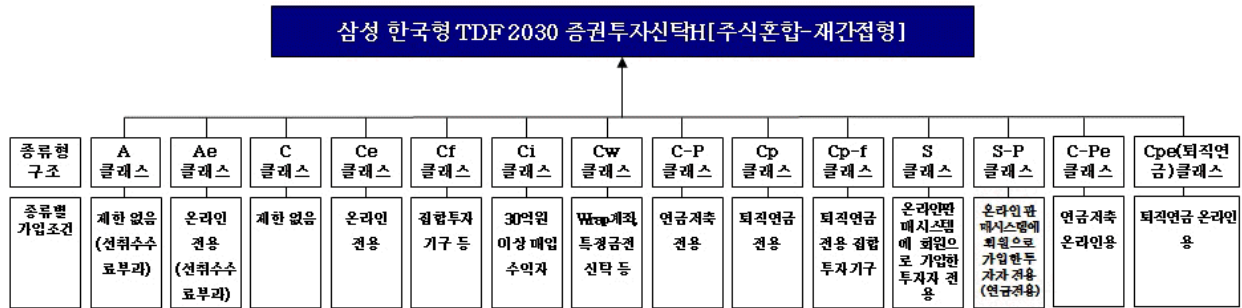 삼성 한국형 TDF 2030 증권투자신탁H[주식혼합-재간접형]
종류형
구조
A
클래스
Ae
클래스
C
클래스
Ce
클래스
Cf
클래스
Ci
클래스
Cw
클래스
C-P
클래스
Cp
클래스
Cp-f
클래스
S
클래스
S-P
클래스
C-Pe
클래스
Cpe(퇴직연
금)클래스
종류별
가입조건
제한 없음
(선취수수
료부과)
온라인
전용
(선취수수
료부과)
제한 없음
온라인
전용
집합투자
기구 등
30억원
이상 매입
수익자
Wrap계좌,
특정금전
신탁 등
연금저축
전용
퇴직연금
전용
퇴직연금
전용 집합
투자기구
온라인판
매시스템
에 회원으
로 가입한
투자자 전
용
온라인 판
매시스템에
회원으로
가입한 투
자자 전용
(연금전용)
연금저축
온라인용
퇴직연금 온라인
용